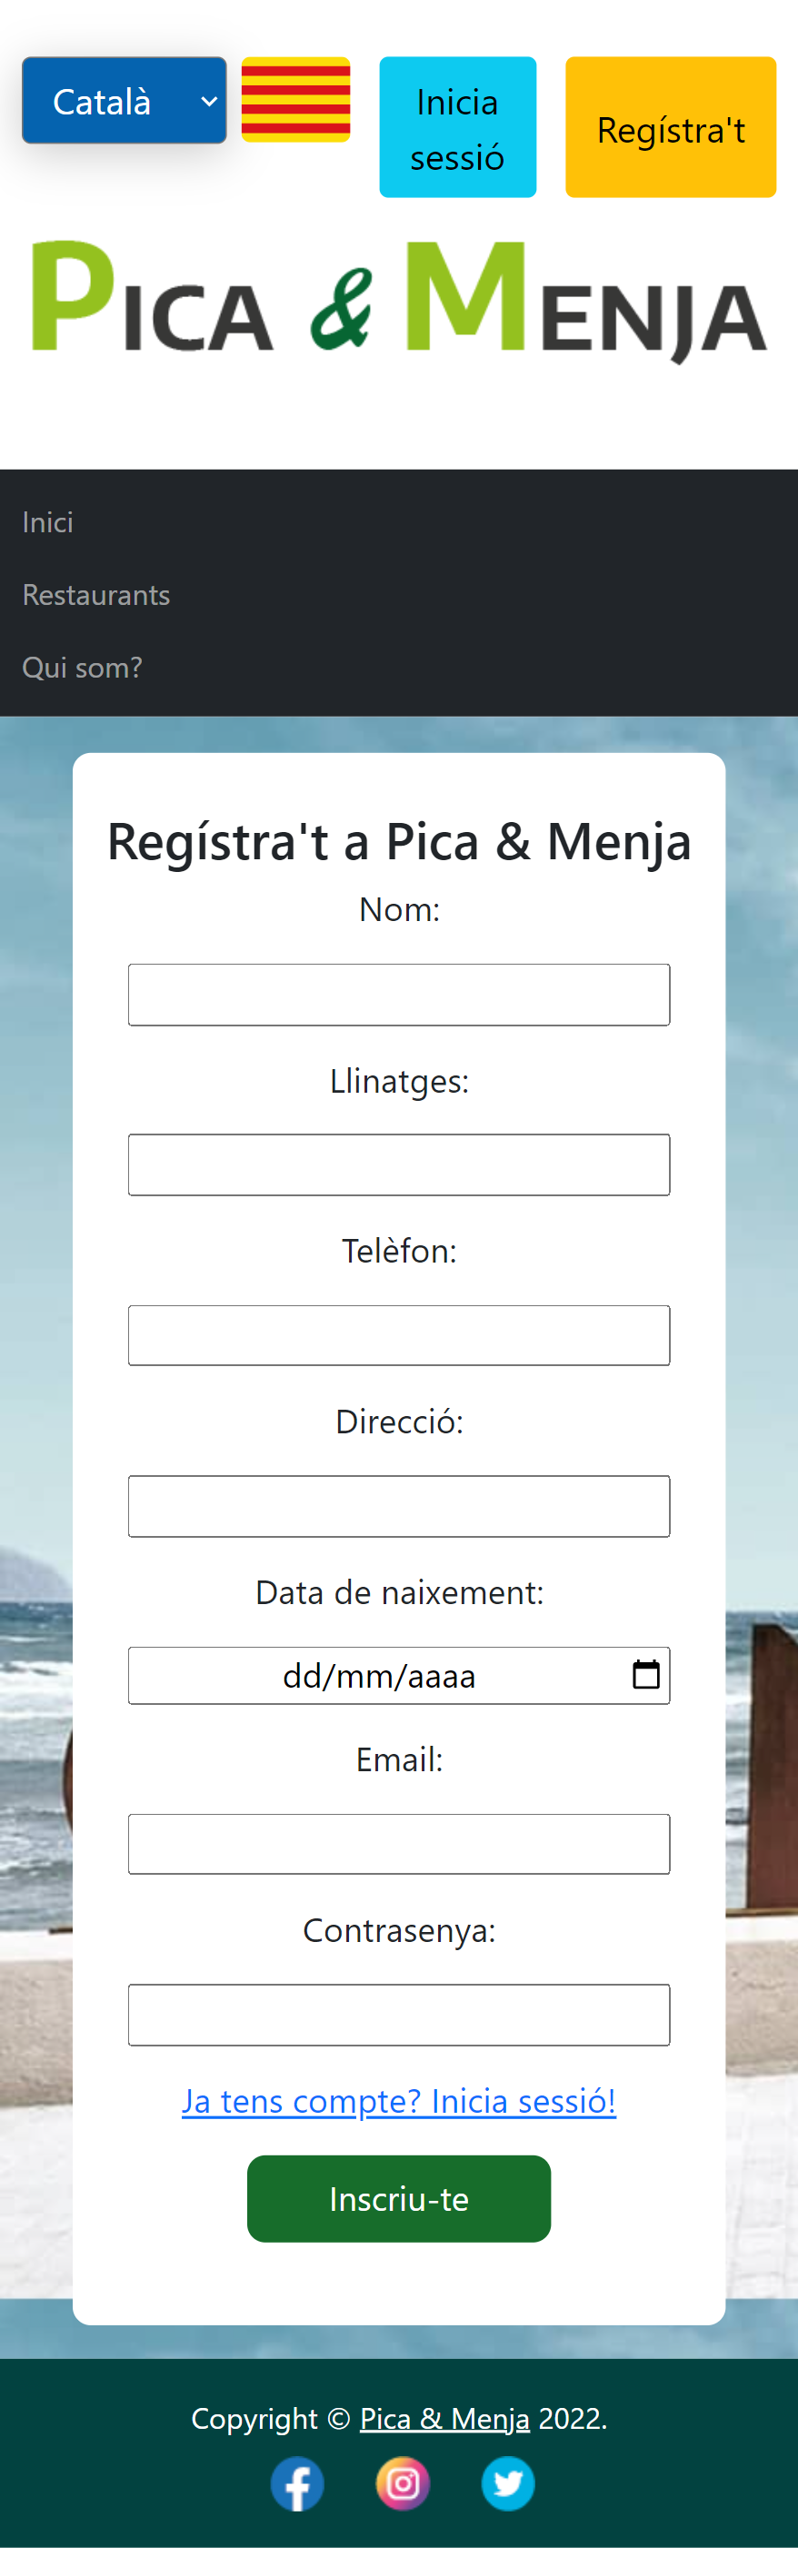 Català
Inicia
sessió
Regístra't
Pica & Menja
Inici
Restaurants
Qui som?
Regístra't a Pica & Menja
Nom:
Llinatges:
Telèfon:
Direcció:
Data de naixement:
dd/mm/aaaa
Email:
Contrasenya:
Ja tens compte? Inicia sessió!
Inscriu-te
Copyright © Pica & Menja 2022.